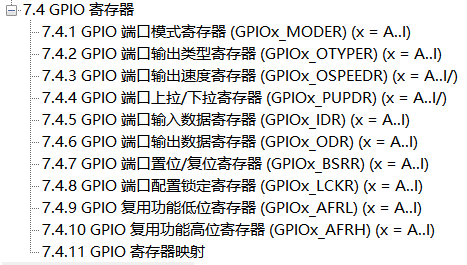 7.4 GPIO 寄存器
7.4.1 GPIO 端口模式寄存器 (GPIOx_MODER) (x = A..I)
7.4.2 GPIO 端口输出类型寄存器 (GPIOx_OTYPER) (x = A..I)
7.4.3 GPIO 端口输出速度寄存器 (GPIOx_OSPEEDR) (x = A..I/)
7.4.4 GPIO 端口上拉/下拉寄存器 (GPIOx_PUPDR) (x = A..I/)
7.4.5 GPIO 端口输入数据寄存器 (GPIOx_IDR) (x = A..I)
7.4.6 GPIO 端口输出数据寄存器 (GPIOx_ODR) (x = A..I)
7.4.7 GPIO 端口置位/复位寄存器 (GPIOx_BSRR) (x = A..I)
7.4.8 GPIO 端口配置锁定寄存器 (GPIOx_LCKR) (x = A..I)
7.4.9 GPIO 复用功能低位寄存器 (GPIOx_AFRL) (x = A..I)
7.4.10 GPIO 复用功能高位寄存器 (GPIOx_AFRH) (x = A..I)
7.4.11 GPIO 寄存器映射